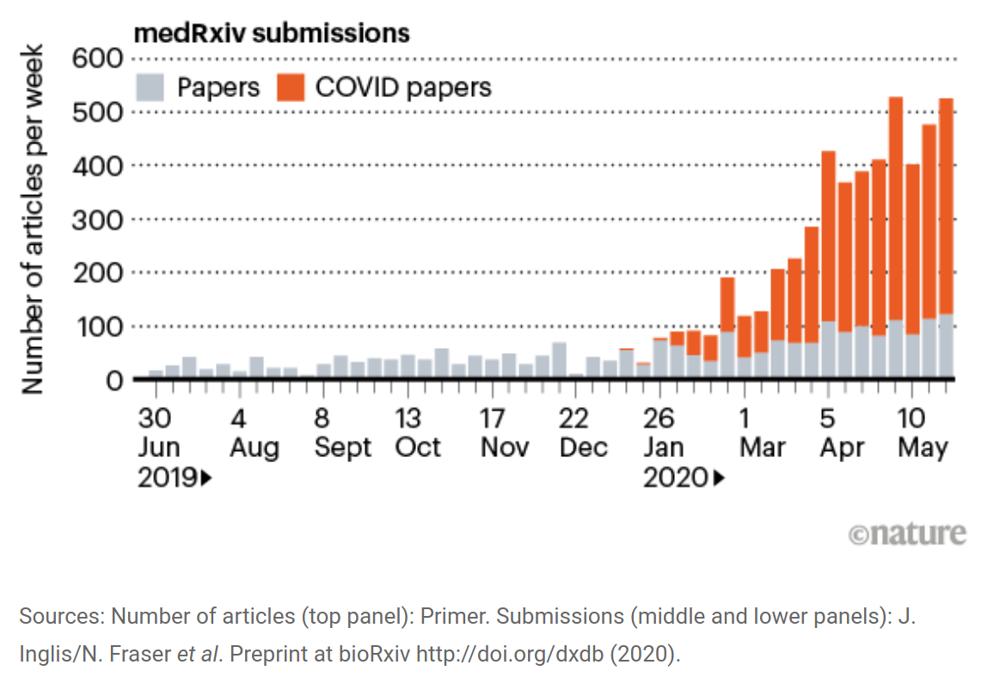 medRxiv submissions
Number of articles per week
600
Papers COVID papers
500
400
300
200
100
0
30 4 8 13 17 22 26 1 5 10
Jun Aug Sept Oct Nov Dec Jan Mar Apr May
2019▶ 2020▶
©nature
Sources: Number of articles (top panel): Primer. Submissions (middle and lower panels): J.
Inglis/N. Fraser et al. Preprint at bioRxiv http://doi.org/dxdb (2020).